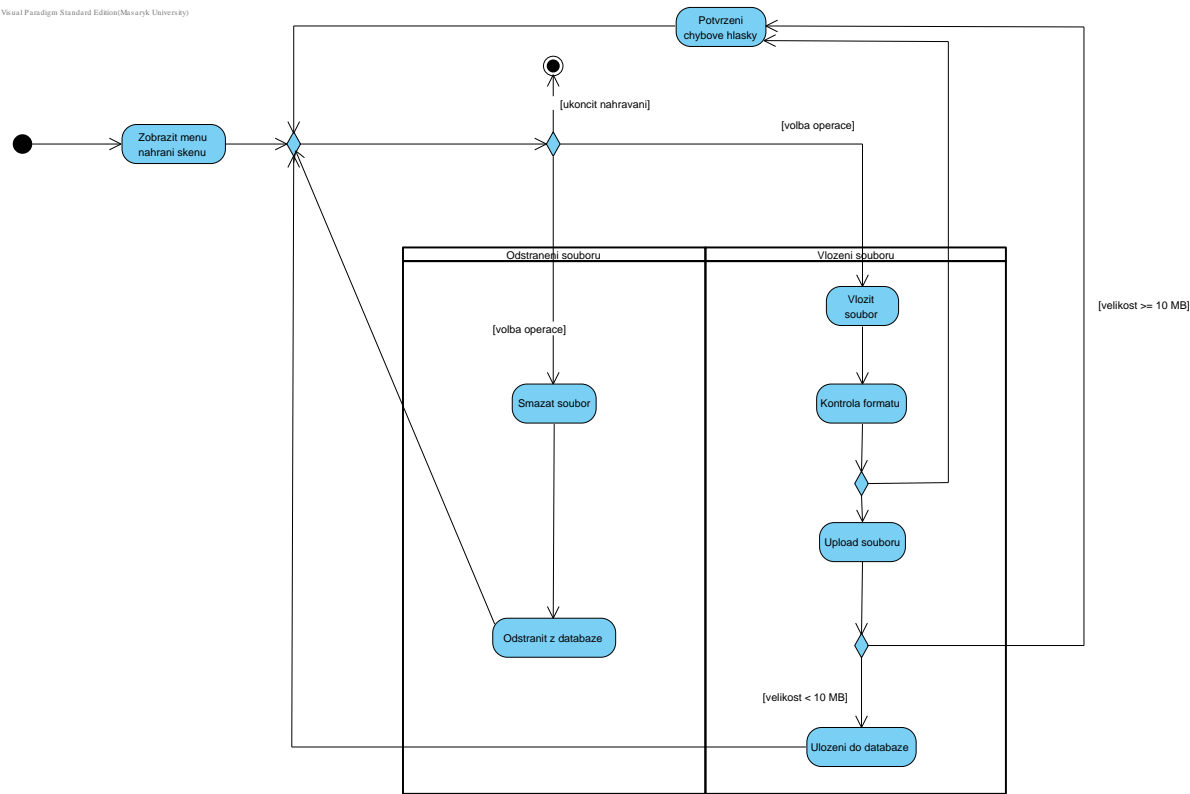 Visual Paradigm Standard Edition(Masaryk University)
Potvrzeni
chybove hlasky
[ukoncit nahravani]
[volba operace]
Zobrazit menu
nahrani skenu
Odstraneni souboru
Vlozeni souboru
Vlozit
soubor
[velikost >= 10 MB]
[volba operace]
Smazat soubor
Kontrola formatu
Upload souboru
Odstranit z databaze
[velikost < 10 MB]
Ulozeni do databaze